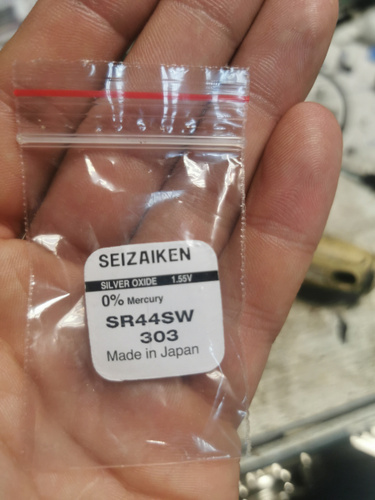 SEIZAIKEN
SILVER OXIDE 1.55V
0% Mercury
SR44SW
303
Made in Japan